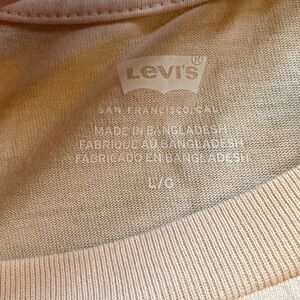 Levi's®
SAN FRANCISCO, CAL.
MADE IN BANGLADESH
FABRIQUÉ AU BANGLADESH
FABRICADO EN BANGLADESH
L/G